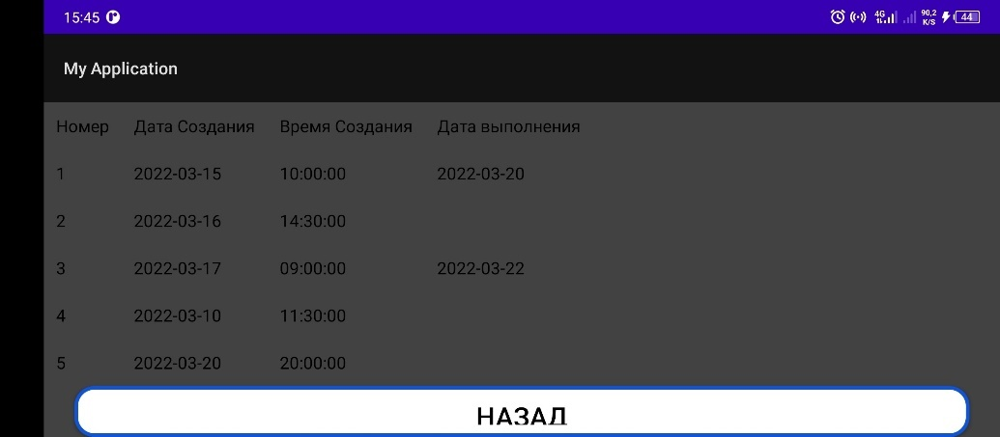 15:45 4G 90,2 K/S 44
My Application
Номер Дата Создания Время Создания Дата выполнения
1 2022-03-15 10:00:00 2022-03-20
2 2022-03-16 14:30:00
3 2022-03-17 09:00:00 2022-03-22
4 2022-03-10 11:30:00
5 2022-03-20 20:00:00
НАЗАД